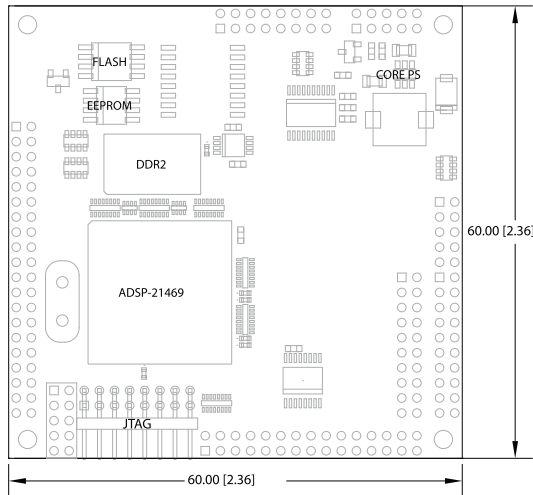 FLASH
CORE PS
EEPROM
DDR2
60.00 [2.36]
ADSP-21469
JTAG
60.00 [2.36]